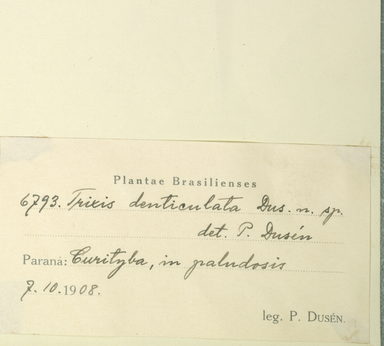 Plantae Brasilienses
6793. Trixis denticulata Dus. n. sp.
det. P. Dusén
Paraná: Curityba, in paludosis
7.10.1908.
leg. P. DUSÉN.